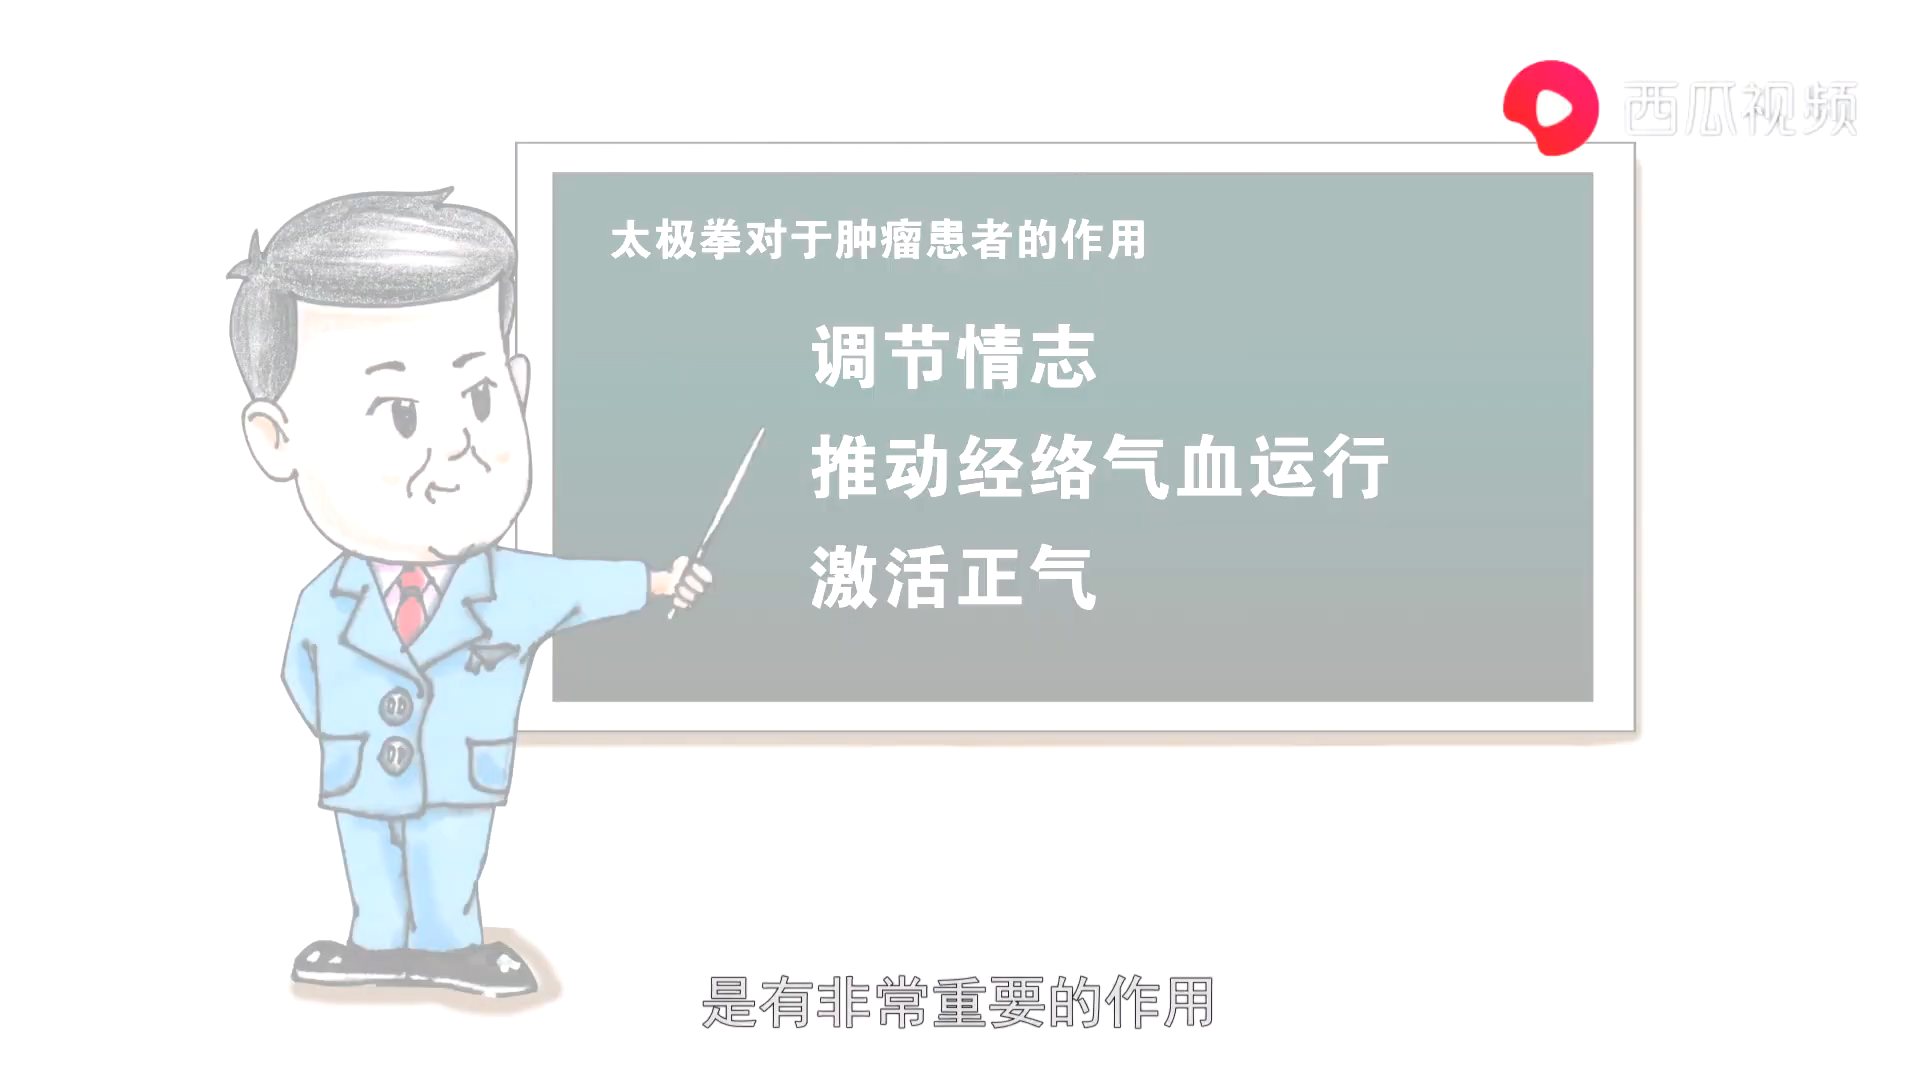 西瓜视频
太极拳对于肿瘤患者的作用
调节情志
推动经络气血运行
激活正气
是有非常重要的作用